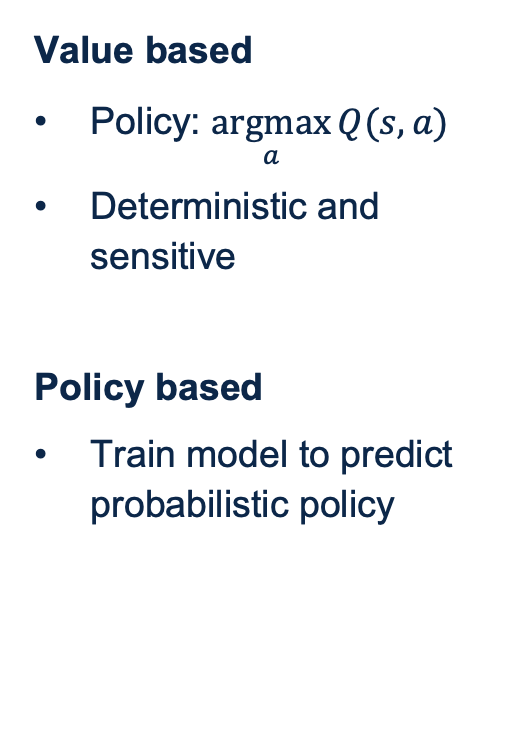 Value based
• Policy: argmax Q(s, a)
a
• Deterministic and
sensitive
Policy based
• Train model to predict
probabilistic policy